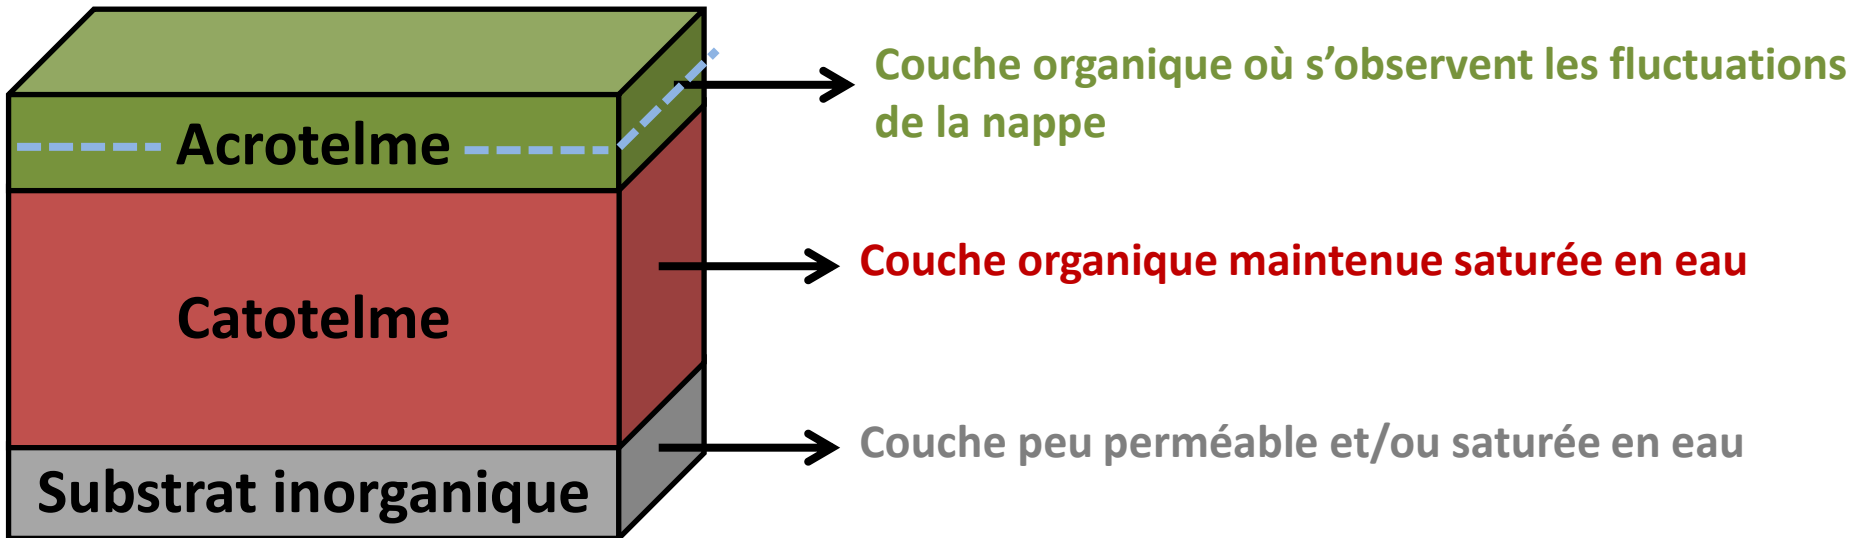 Acrotelme
Couche organique où s’observent les fluctuations
de la nappe
Catotelme
Couche organique maintenue saturée en eau
Substrat inorganique
Couche peu perméable et/ou saturée en eau